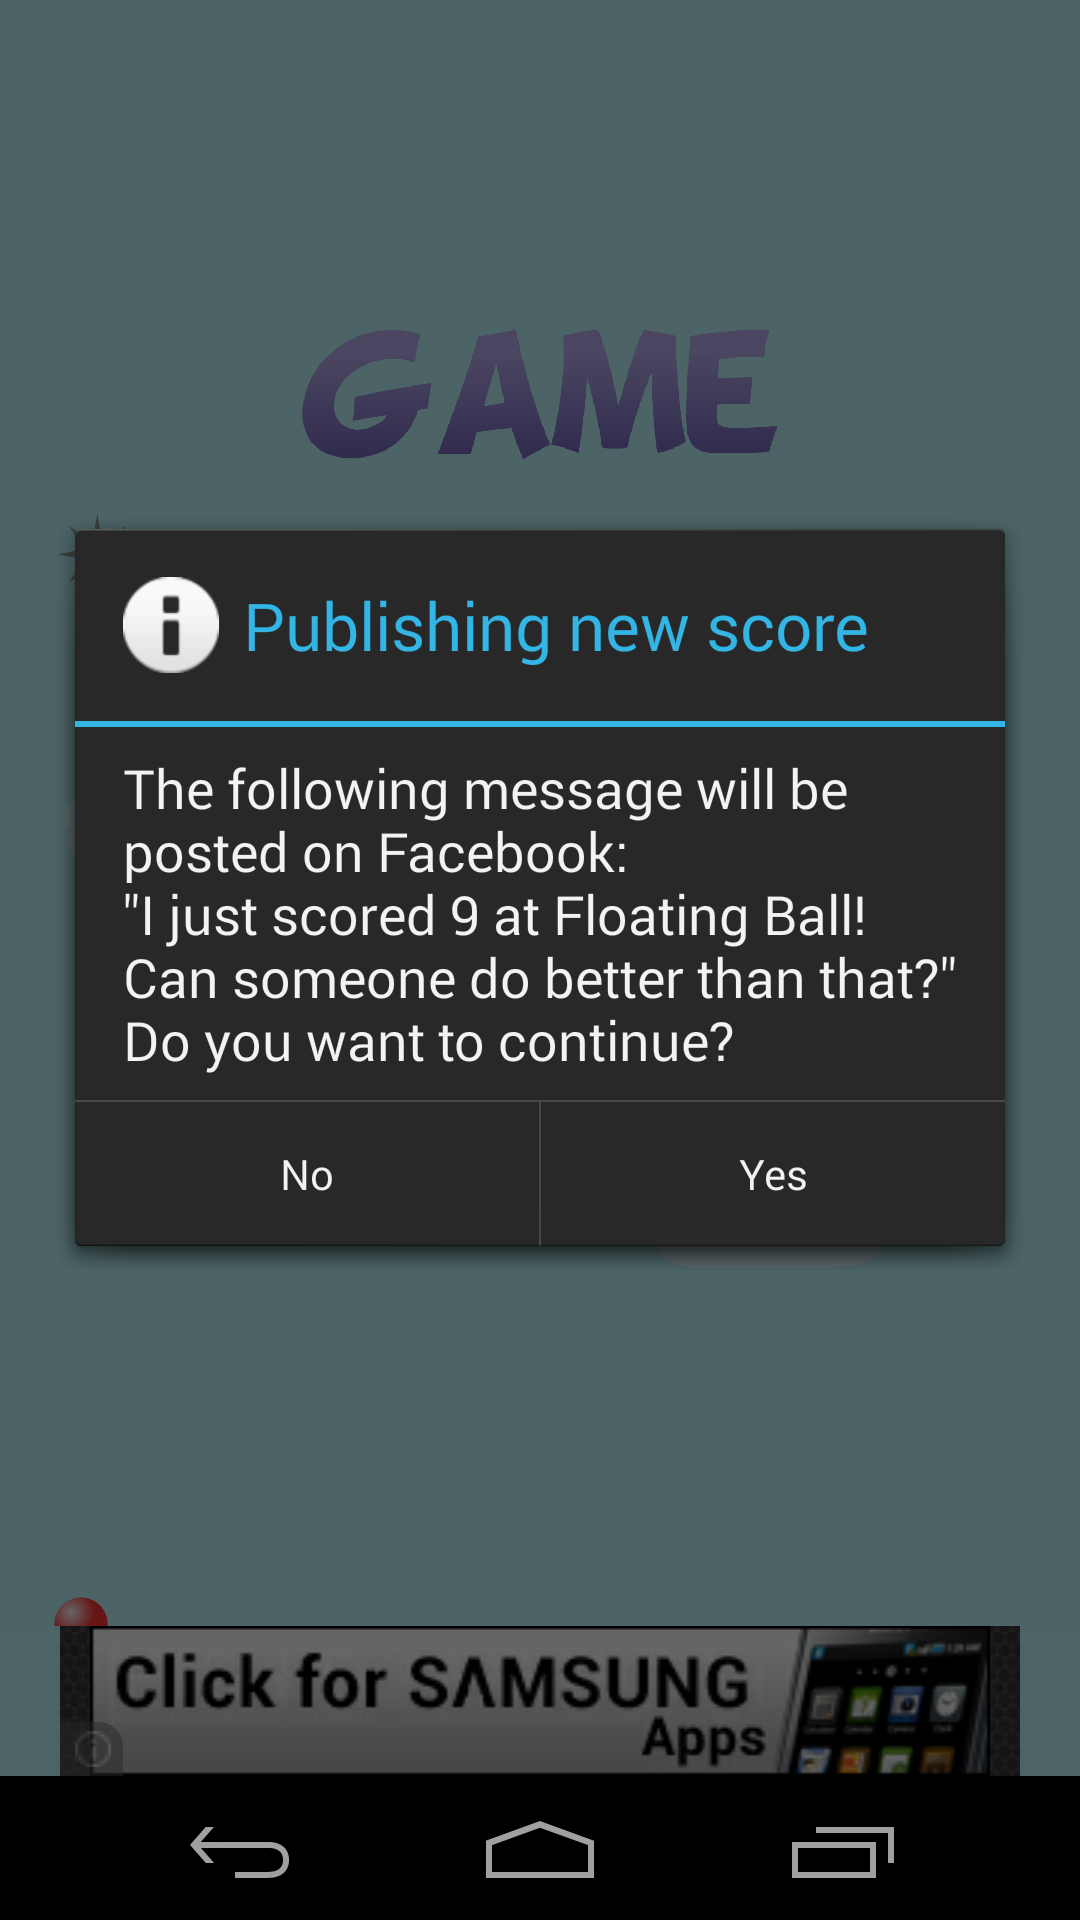 GAME
Publishing new score
The following message will be
posted on Facebook:
"I just scored 9 at Floating Ball!
Can someone do better than that?"
Do you want to continue?
No
Yes
Click for SΛMSUNG
Apps